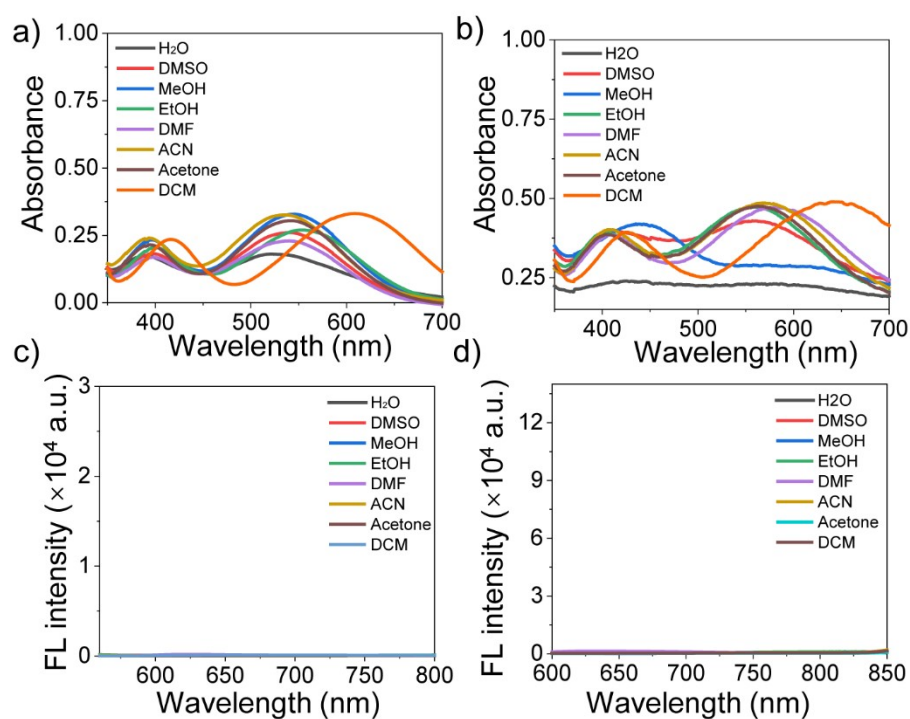 a)
1.00
0.75
0.50
0.25
0.00
Absorbance
H₂O
DMSO
MeOH
EtOH
DMF
ACN
Acetone
DCM
400 500 600 700
Wavelength (nm)
b)
1.00
0.75
0.50
0.25
Absorbance
H2O
DMSO
MeOH
EtOH
DMF
ACN
Acetone
DCM
400 500 600 700
Wavelength (nm)
c)
3
2
1
0
FL intensity (×10⁴ a.u.)
H₂O
DMSO
MeOH
EtOH
DMF
ACN
Acetone
DCM
600 650 700 750 800
Wavelength (nm)
d)
12
9
6
3
0
FL intensity (×10⁴ a.u.)
H2O
DMSO
MeOH
EtOH
DMF
ACN
Acetone
DCM
600 650 700 750 800 850
Wavelength (nm)